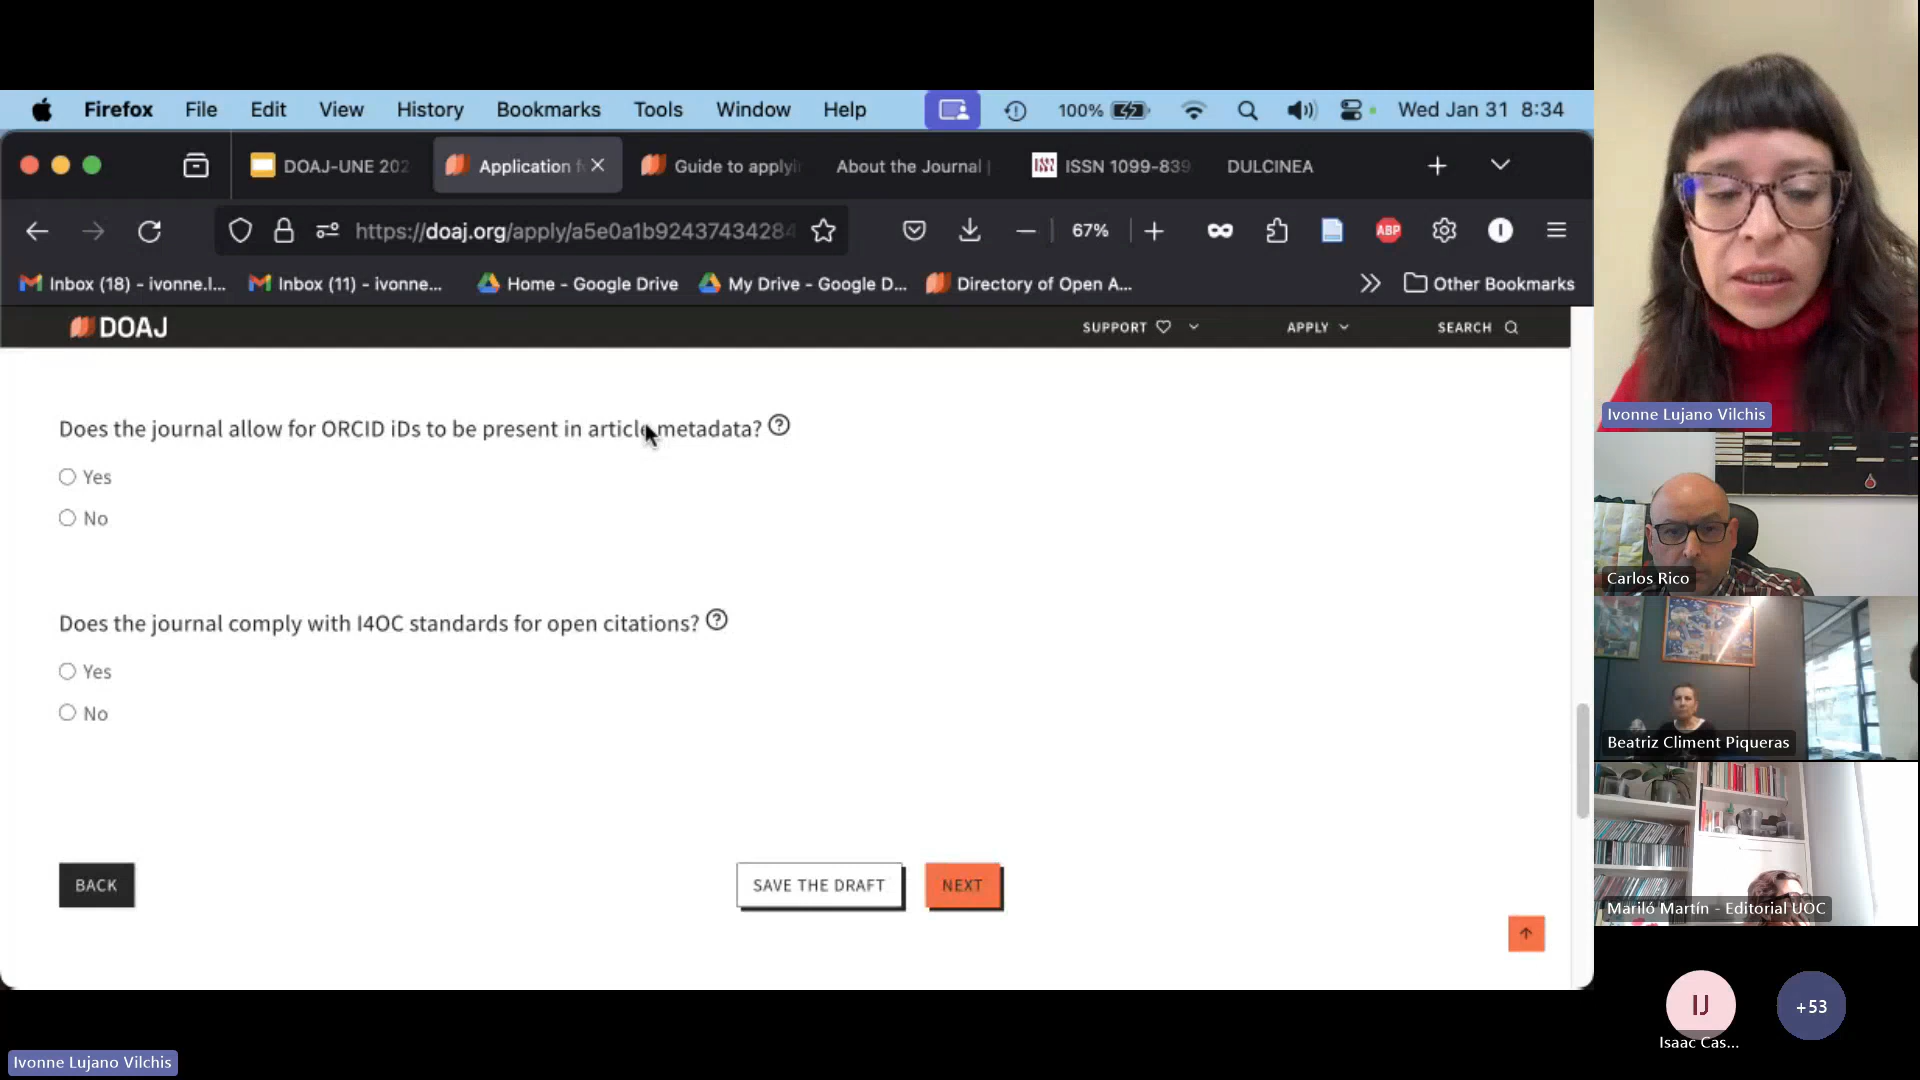 Firefox File Edit View History Bookmarks Tools Window Help 100% Wed Jan 31 8:34
DOAJ-UNE 202 Application f Guide to applyi About the Journal | ISSN 1099-839 DULCINEA
https://doaj.org/apply/a5e0a1b92437434284 67% ABP I
Inbox (18) - ivonne.l... Inbox (11) - ivonne... Home - Google Drive My Drive - Google D... Directory of Open A... Other Bookmarks
DOAJ SUPPORT APPLY SEARCH
Does the journal allow for ORCID iDs to be present in article metadata? ?
Yes
No
Does the journal comply with I4OC standards for open citations? ?
Yes
No
BACK SAVE THE DRAFT NEXT
Ivonne Lujano Vilchis
Carlos Rico
Beatriz Climent Piqueras
Mariló Martín - Editorial UOC
IJ +53
Isaac Cas...
Ivonne Lujano Vilchis